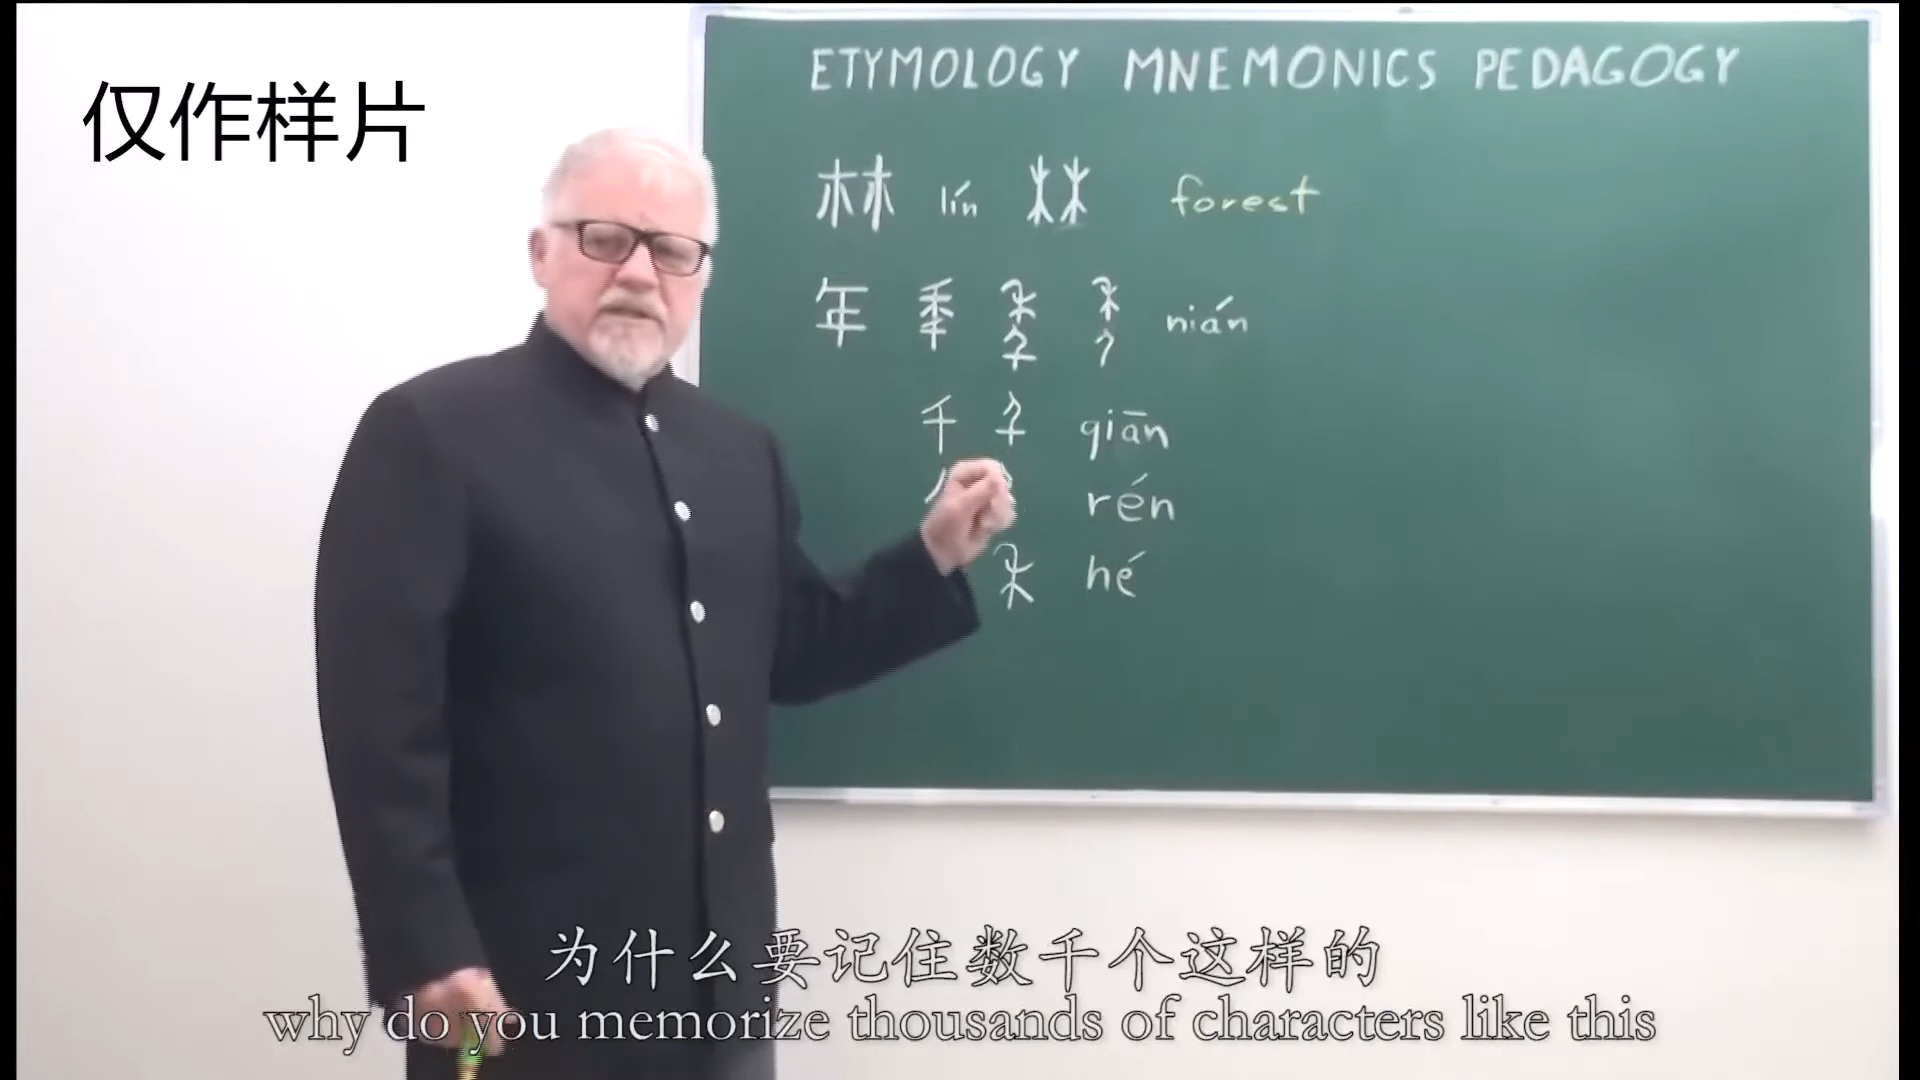 仅作样片
ETYMOLOGY MNEMONICS PEDAGOGY
林 lín forest
年 秊 nián
千 qiān
rén
hé
为什么要记住数千个这样的
why do you memorize thousands of characters like this